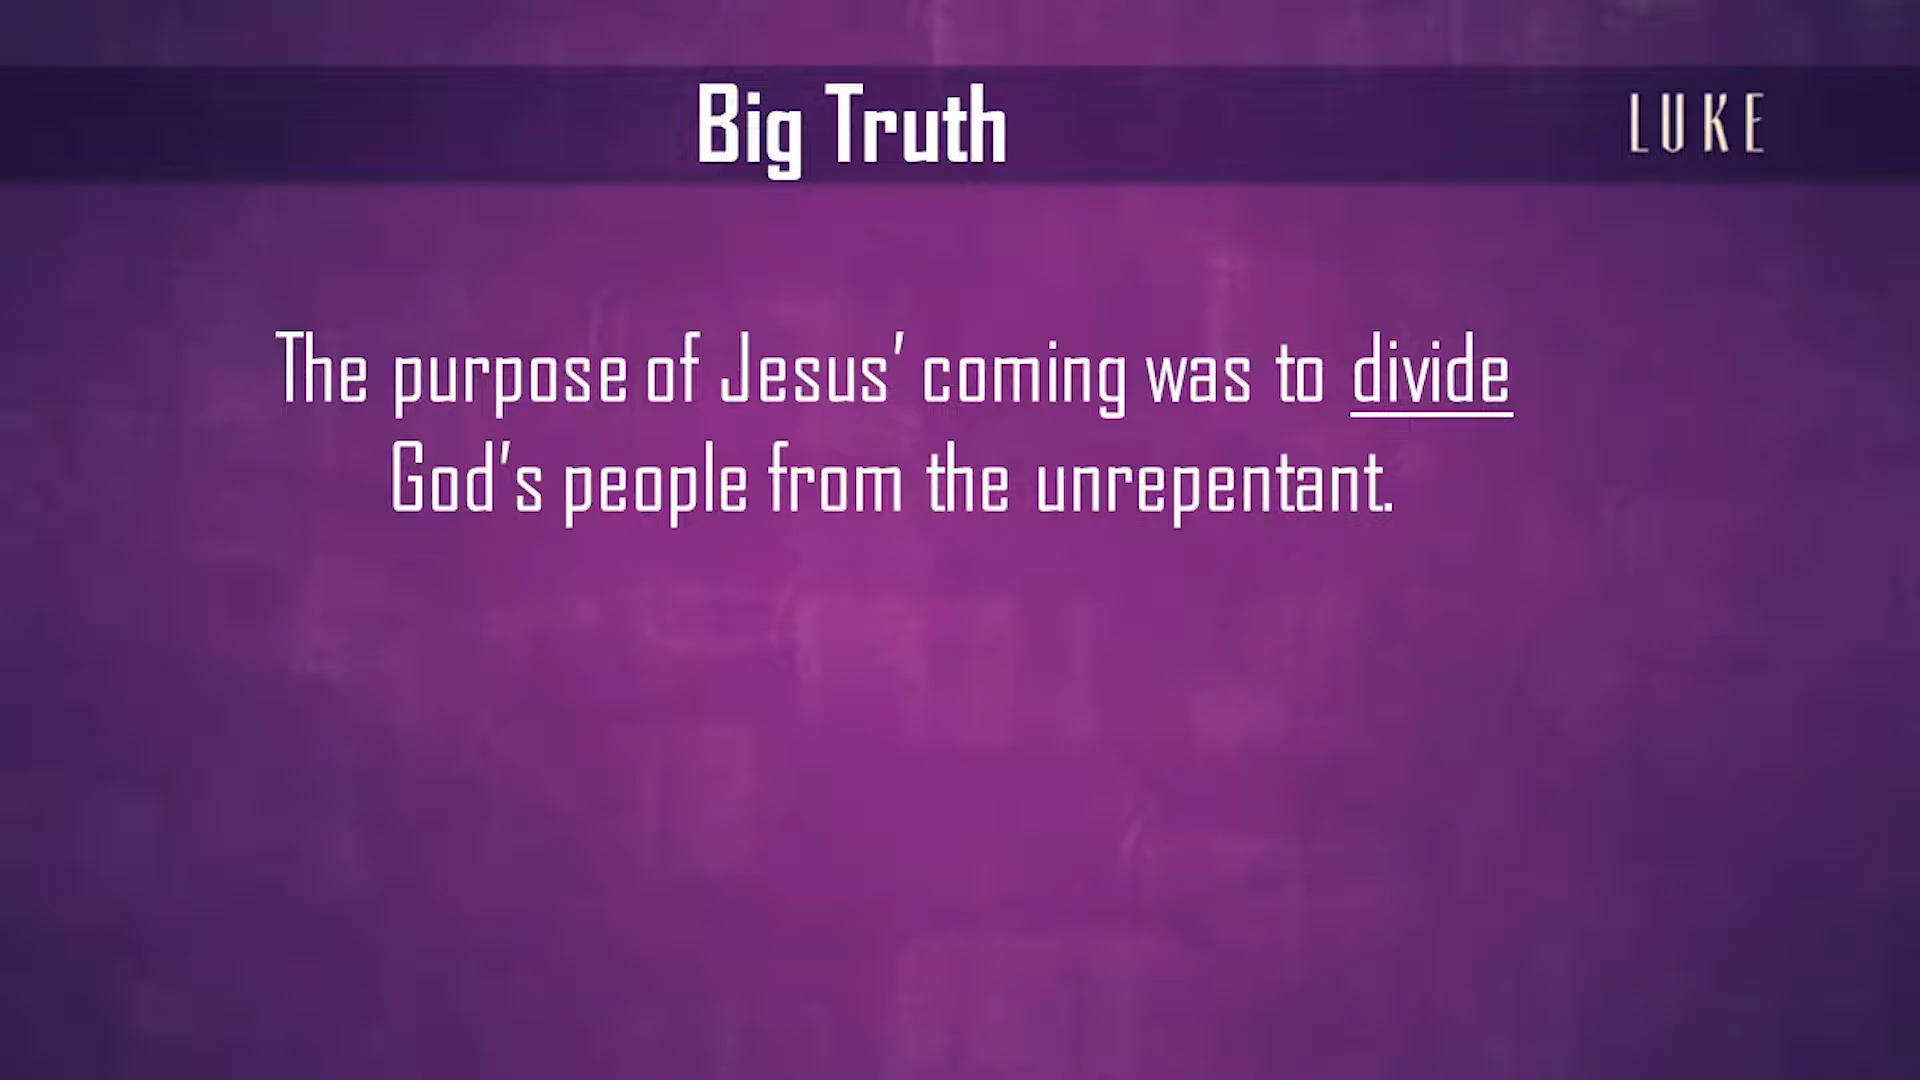 Big Truth
LUKE
The purpose of Jesus’ coming was to divide
God’s people from the unrepentant.